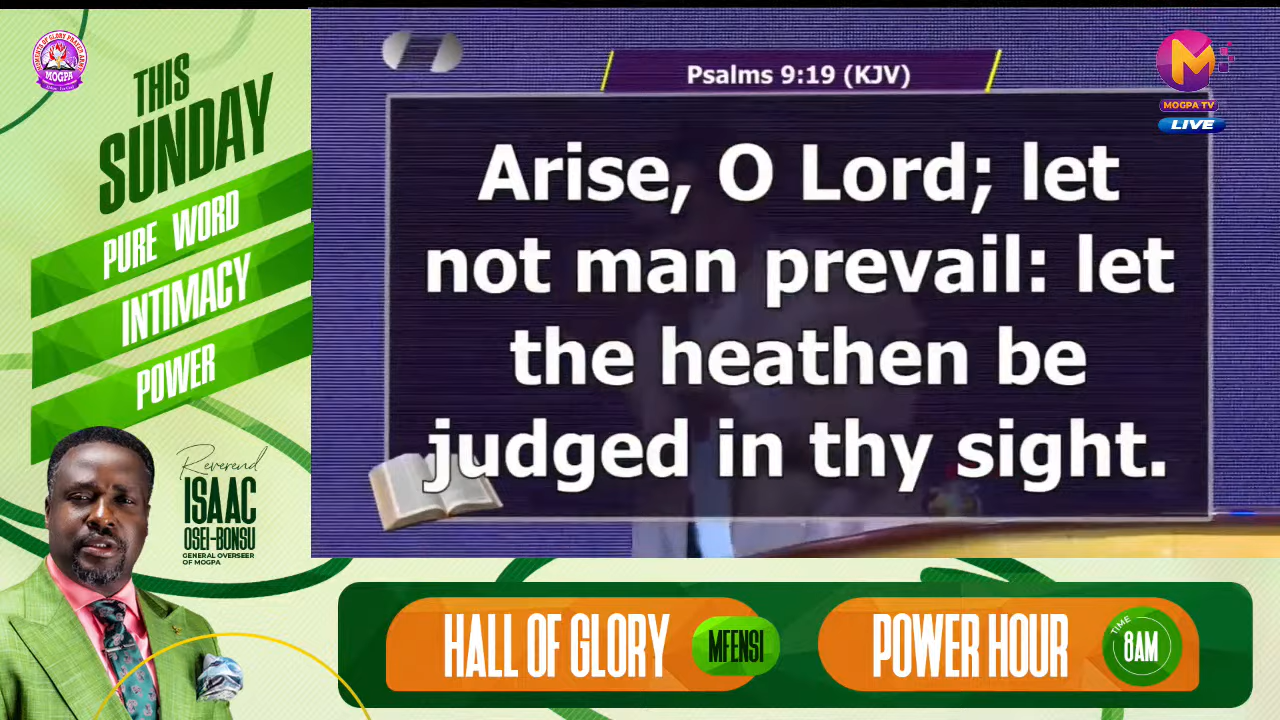 THIS
SUNDAY
PURE WORD
INTIMACY
POWER
Reverend
ISAAC
OSEI-BONSU
GENERAL OVERSEER
OF MOGPA
MOGPA
Psalms 9:19 (KJV)
Arise, O Lord; let
not man prevail: let
the heathen be
judged in thy sight.
M
MOGPA TV
LIVE
HALL OF GLORY
MFENSI
POWER HOUR
TIME
8AM